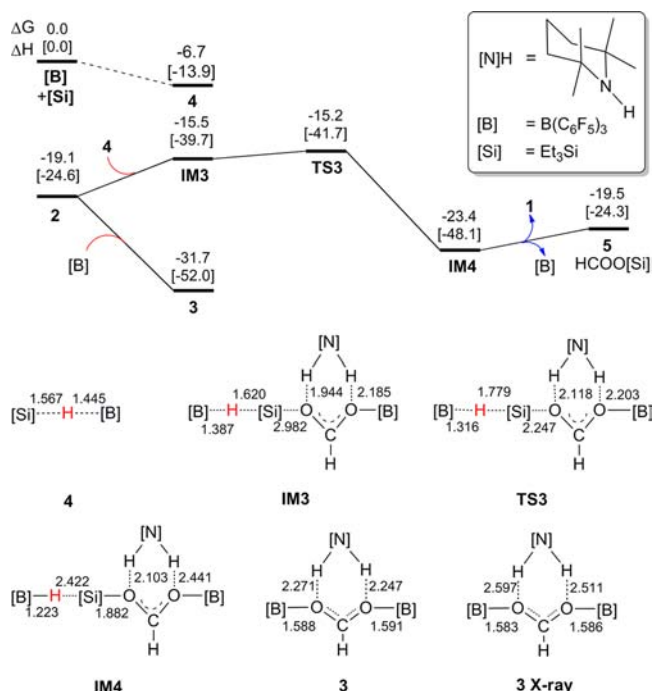 ΔG 0.0
ΔH [0.0]
[B]
+[Si]
-6.7
[-13.9]
4
-19.1
[-24.6]
2
4
-15.5
[-39.7]
IM3
-15.2
[-41.7]
TS3
[B]
-31.7
[-52.0]
3
-23.4
[-48.1]
IM4
1
[B]
-19.5
[-24.3]
5
HCOO[Si]
[N]H =
N
H
[B] = B(C6F5)3
[Si] = Et3Si
1.567 1.445
[Si] H [B]
4
[N]
H H
1.620 1.944 2.185
[B] H [Si] O O [B]
1.387 2.982
C
H
IM3
[N]
H H
1.779 2.118 2.203
[B] H [Si] O O [B]
1.316 2.247
C
H
TS3
[N]
H H
2.422 2.103 2.441
[B] H [Si] O O [B]
1.223 1.882
C
H
IM4
[N]
H H
2.271 2.247
[B] O O [B]
1.588 1.591
C
H
3
[N]
H H
2.597 2.511
[B] O O [B]
1.583 1.586
C
H
3 X-ray